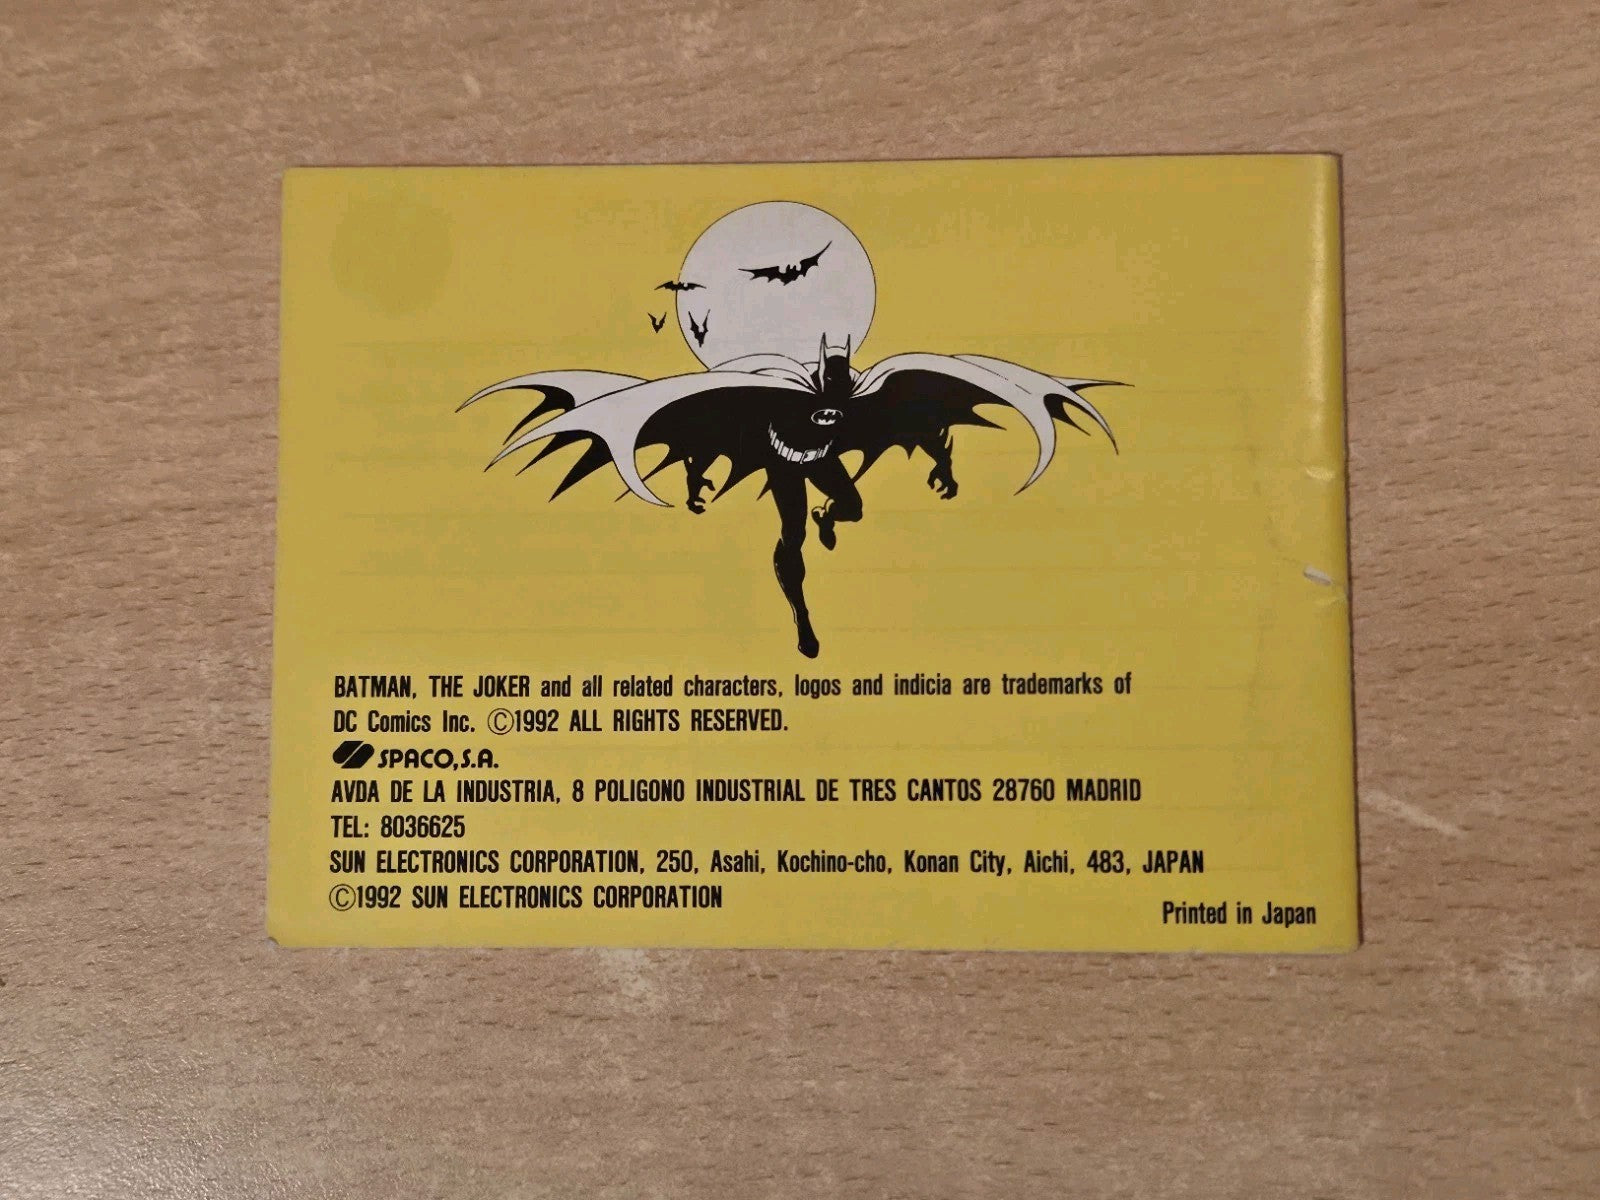 BATMAN, THE JOKER and all related characters, logos and indicia are trademarks of
DC Comics Inc. ©1992 ALL RIGHTS RESERVED.
SPACO, S.A.
AVDA DE LA INDUSTRIA, 8 POLIGONO INDUSTRIAL DE TRES CANTOS 28760 MADRID
TEL: 8036625
SUN ELECTRONICS CORPORATION, 250, Asahi, Kochino-cho, Konan City, Aichi, 483, JAPAN
©1992 SUN ELECTRONICS CORPORATION
Printed in Japan